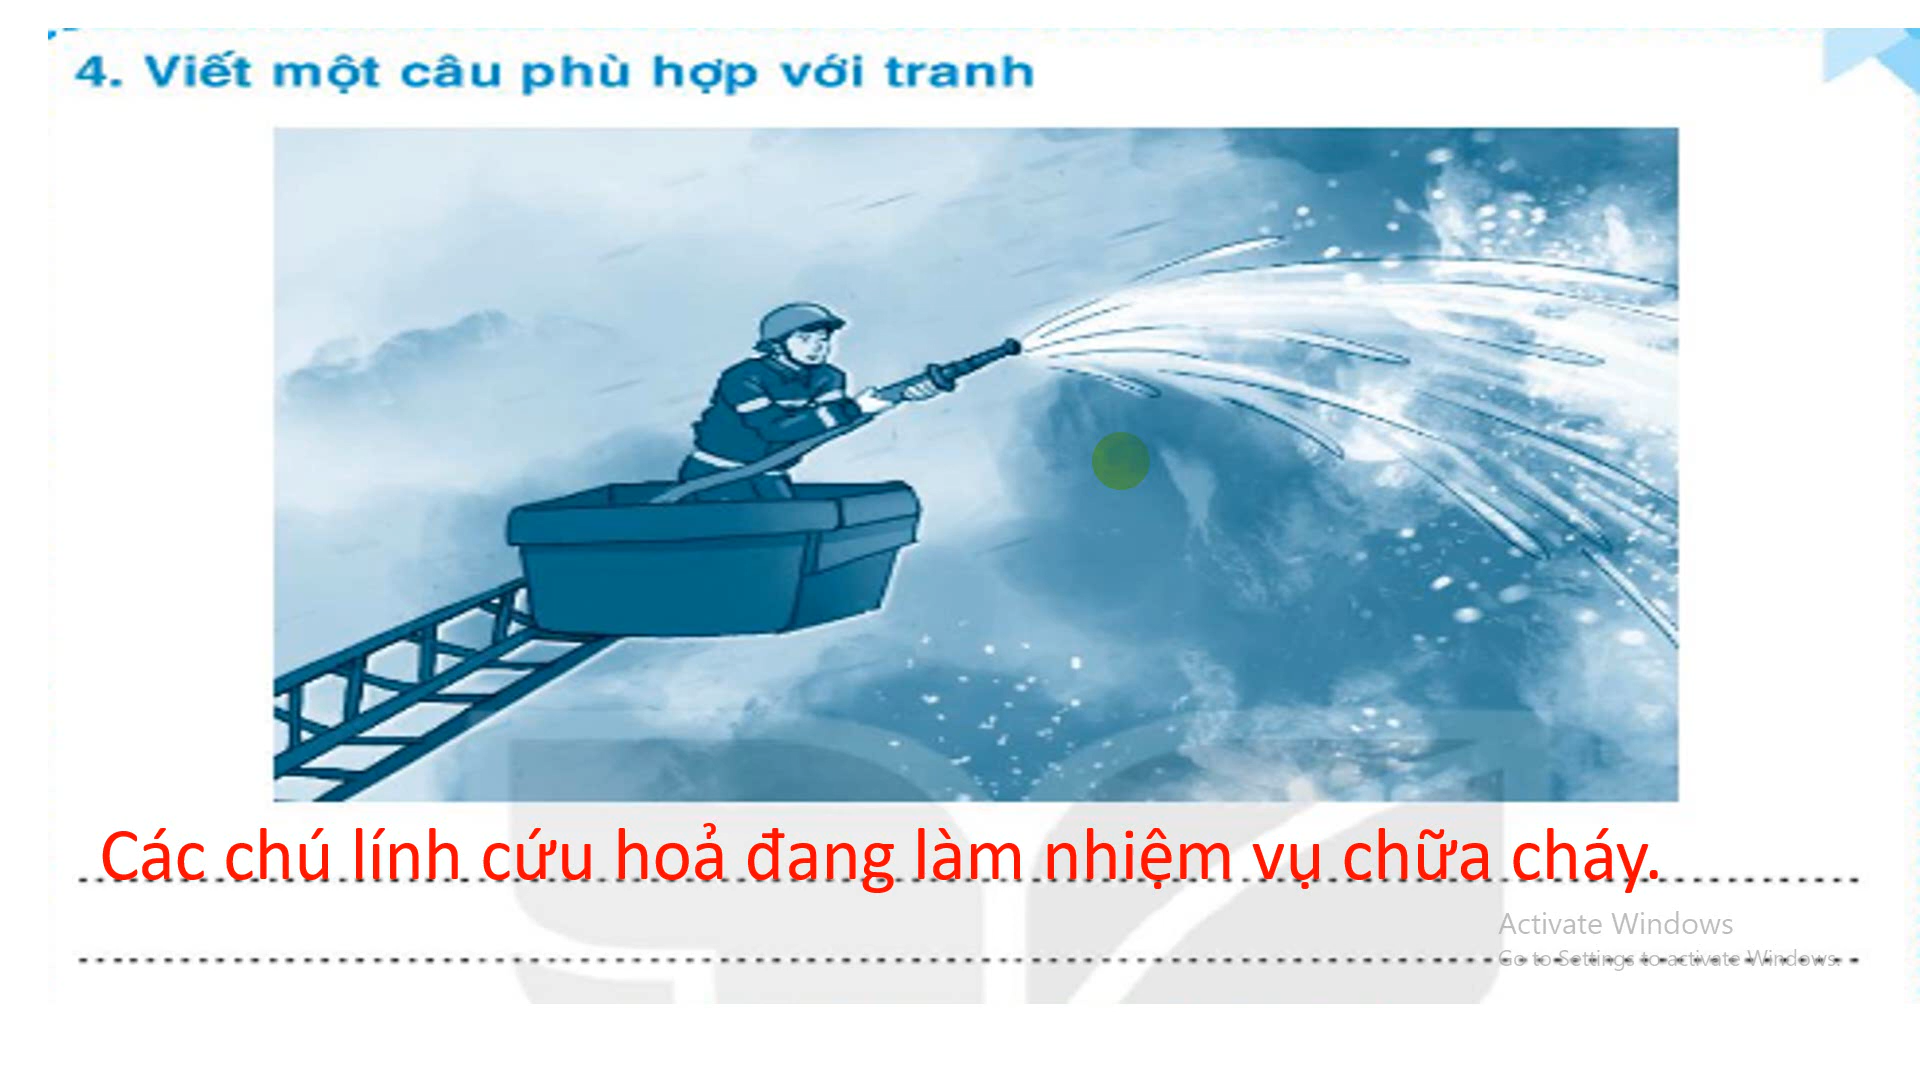 4. Viết một câu phù hợp với tranh
Các chú lính cứu hoả đang làm nhiệm vụ chữa cháy.
Activate Windows
Go to Settings to activate Windows.